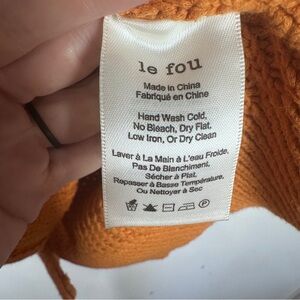 le fou
Made in China
Fabriqué en Chine
Hand Wash Cold,
No Bleach, Dry Flat.
Low Iron, Or Dry Clean
Laver à La Main à L'eau Froide,
Pas De Blanchiment,
Sécher à Plat.
Repasser à Basse Température,
Ou Nettoyer à Sec